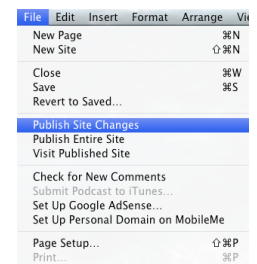 File Edit Insert Format Arrange
New Page ⌘N
New Site ⇧⌘N
Close ⌘W
Save ⌘S
Revert to Saved...
Publish Site Changes
Publish Entire Site
Visit Published Site
Check for New Comments
Submit Podcast to iTunes...
Set Up Google AdSense...
Set Up Personal Domain on MobileMe
Page Setup... ⇧⌘P
Print... ⌘P